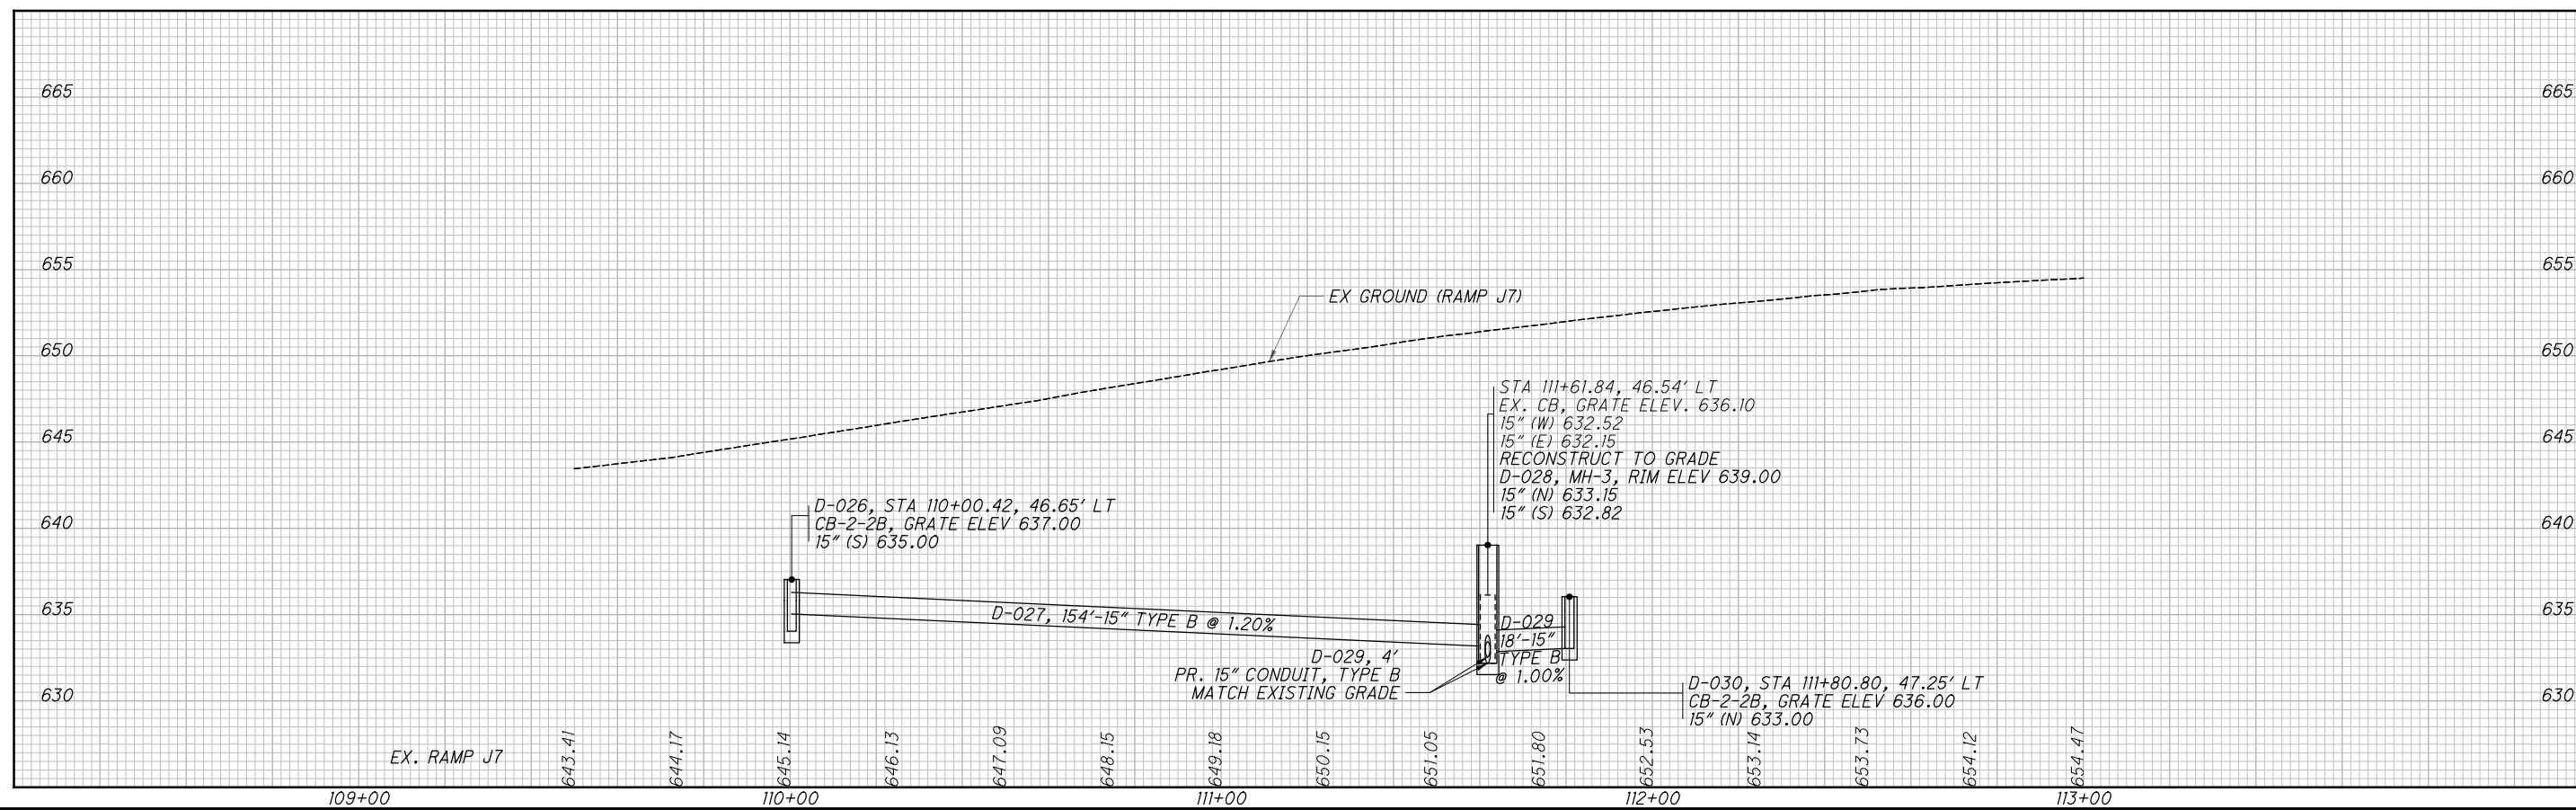 665
665
660
660
655
655
EX GROUND (RAMP J7)
650
650
STA 111+61.84, 46.54' LT
EX. CB, GRATE ELEV. 636.10
15" (W) 632.52
15" (E) 632.15
RECONSTRUCT TO GRADE
D-028, MH-3, RIM ELEV 639.00
15" (N) 633.15
15" (S) 632.82
645
645
D-026, STA 110+00.42, 46.65' LT
CB-2-2B, GRATE ELEV 637.00
15" (S) 635.00
640
640
635
635
D-027, 154'-15" TYPE B @ 1.20%
D-029
18'-15"
TYPE B
@ 1.00%
D-029, 4'
PR. 15" CONDUIT, TYPE B
MATCH EXISTING GRADE
D-030, STA 111+80.80, 47.25' LT
CB-2-2B, GRATE ELEV 636.00
15" (N) 633.00
630
630
EX. RAMP J7
643.41
644.17
645.14
646.13
647.09
648.15
649.18
650.15
651.05
651.80
652.53
653.14
653.73
654.12
654.47
109+00
110+00
111+00
112+00
113+00